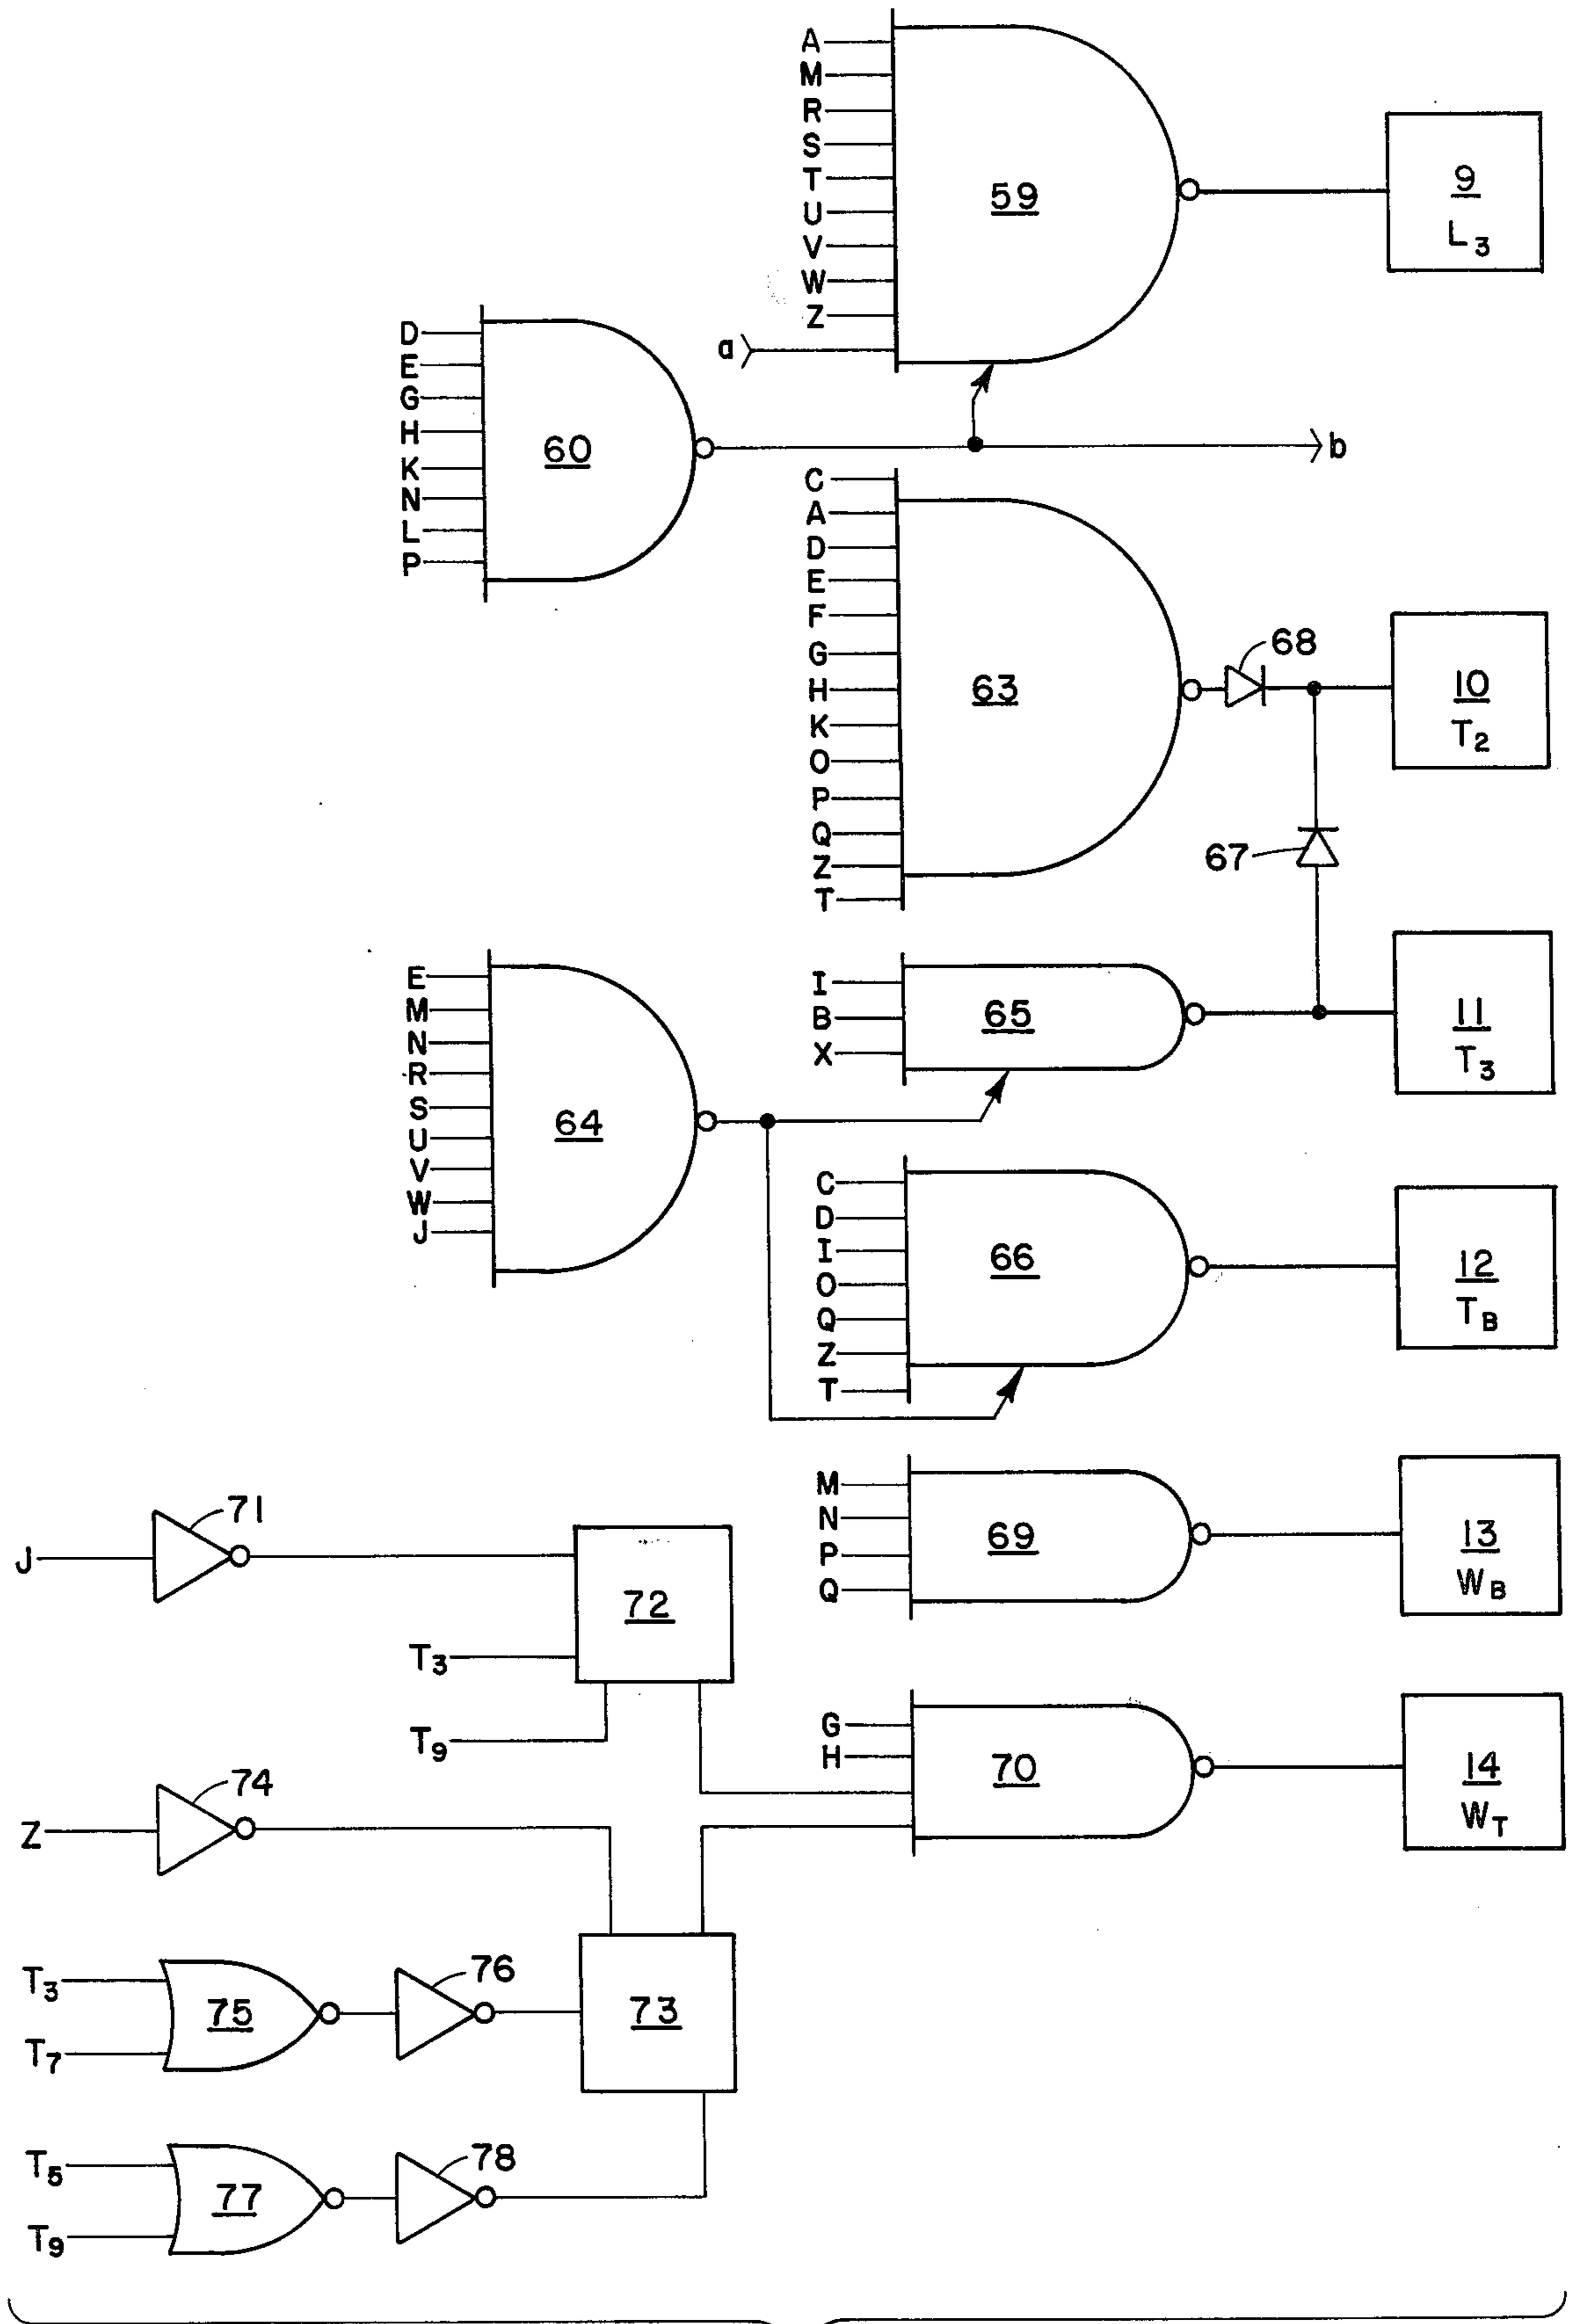 A
M
R
S
T
U
V
W
Z
a
59
9
L3
D
E
G
H
K
N
L
P
60
b
C
A
D
E
F
G
H
K
O
P
Q
Z
T
63
68
67
10
T2
E
M
N
R
S
U
V
W
J
64
I
B
X
65
11
T3
C
D
I
O
Q
Z
T
66
12
TB
M
N
P
Q
69
13
WB
J
71
72
T3
T9
G
H
70
14
WT
Z
74
T3
T7
75
76
73
T5
T9
77
78